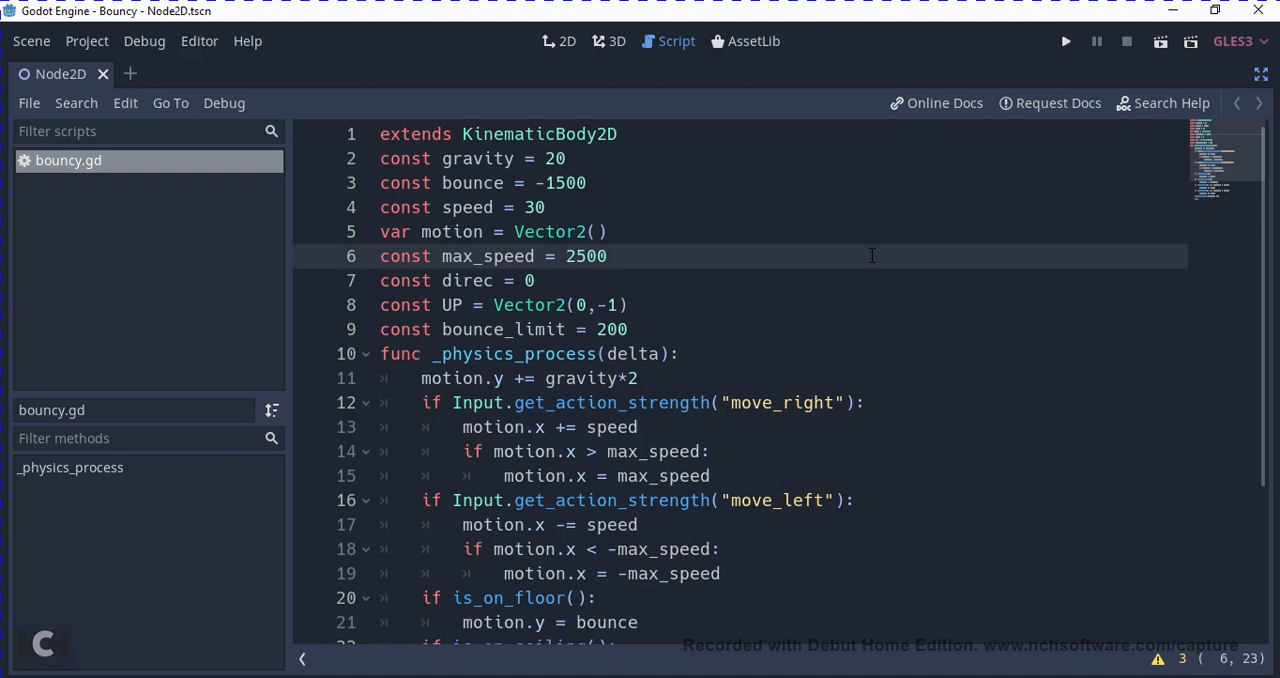 Godot Engine - Bouncy - Node2D.tscn
Scene Project Debug Editor Help
2D 3D Script AssetLib
GLES3
Node2D
File Search Edit Go To Debug
Online Docs Request Docs Search Help
Filter scripts
bouncy.gd
bouncy.gd
Filter methods
_physics_process
1 extends KinematicBody2D
2 const gravity = 20
3 const bounce = -1500
4 const speed = 30
5 var motion = Vector2()
6 const max_speed = 2500
7 const direc = 0
8 const UP = Vector2(0,-1)
9 const bounce_limit = 200
10 func _physics_process(delta):
11 motion.y += gravity*2
12 if Input.get_action_strength("move_right"):
13 motion.x += speed
14 if motion.x > max_speed:
15 motion.x = max_speed
16 if Input.get_action_strength("move_left"):
17 motion.x -= speed
18 if motion.x < -max_speed:
19 motion.x = -max_speed
20 if is_on_floor():
21 motion.y = bounce
22 if is_on_ceiling():
NCH
Recorded with Debut Home Edition. www.nchsoftware.com/capture
3 ( 6, 23)